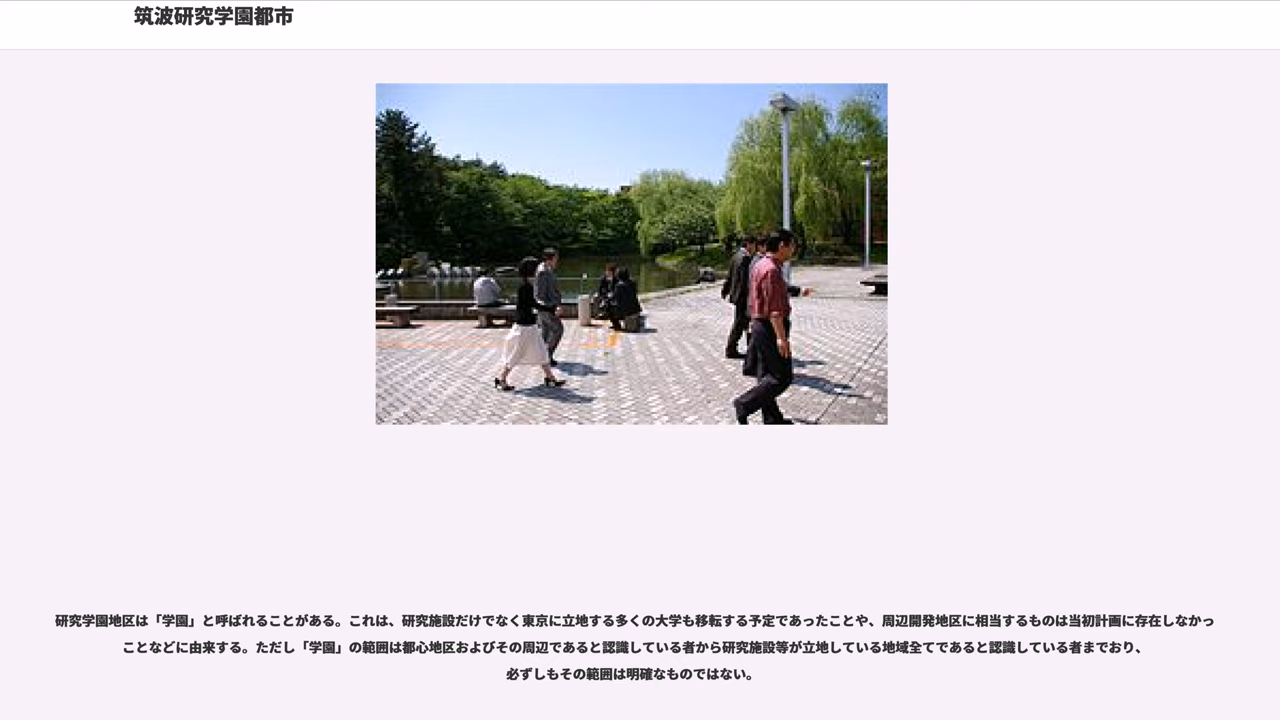 筑波研究学園都市
研究学園地区は「学園」と呼ばれることがある。これは、研究施設だけでなく東京に立地する多くの大学も移転する予定であったことや、周辺開発地区に相当するものは当初計画に存在しなかっ
ことなどに由来する。ただし「学園」の範囲は都心地区およびその周辺であると認識している者から研究施設等が立地している地域全てであると認識している者までおり、
必ずしもその範囲は明確なものではない。